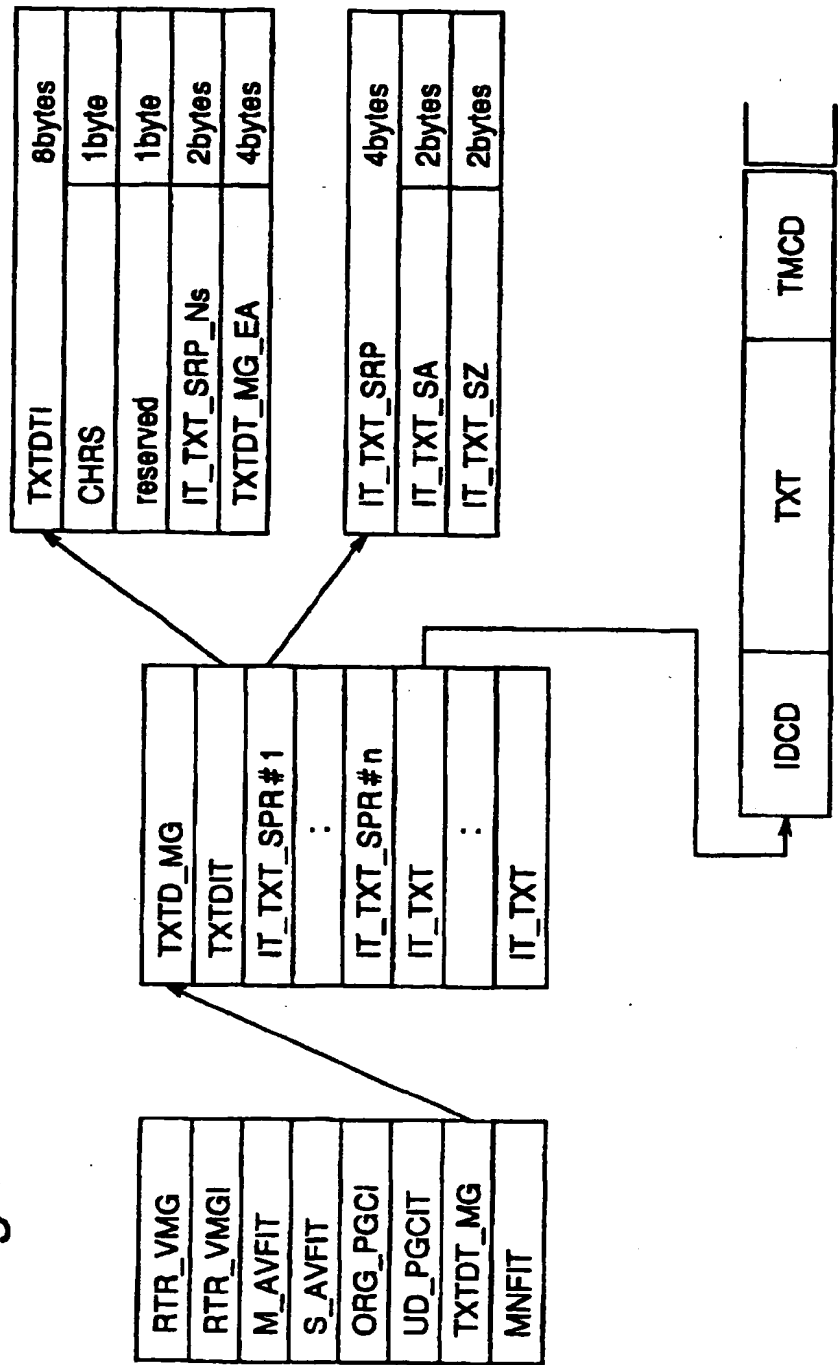 RTR_VMG
RTR_VMGI
M_AVFIT
S_AVFIT
ORG_PGCI
UD_PGCIT
TXTDT_MG
MNFIT
TXTD_MG
TXTDIT
IT_TXT_SPR#1
:
IT_TXT_SPR#n
IT_TXT
:
IT_TXT
TXTDTI 8bytes
CHRS 1byte
reserved 1byte
IT_TXT_SRP_Ns 2bytes
TXTDT_MG_EA 4bytes
IT_TXT_SRP 4bytes
IT_TXT_SA 2bytes
IT_TXT_SZ 2bytes
IDCD TXT TMCD